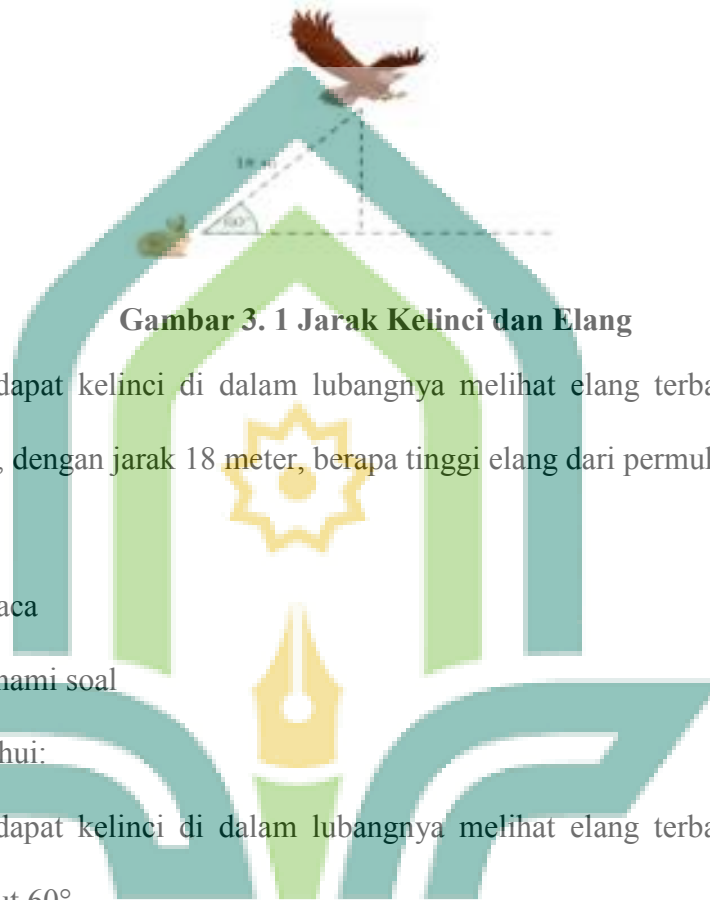 18 m
60°
Gambar 3. 1 Jarak Kelinci dan Elang
dapat kelinci di dalam lubangnya melihat elang terba
, dengan jarak 18 meter, berapa tinggi elang dari permul
aca
nami soal
hui:
dapat kelinci di dalam lubangnya melihat elang terba
ut 60°